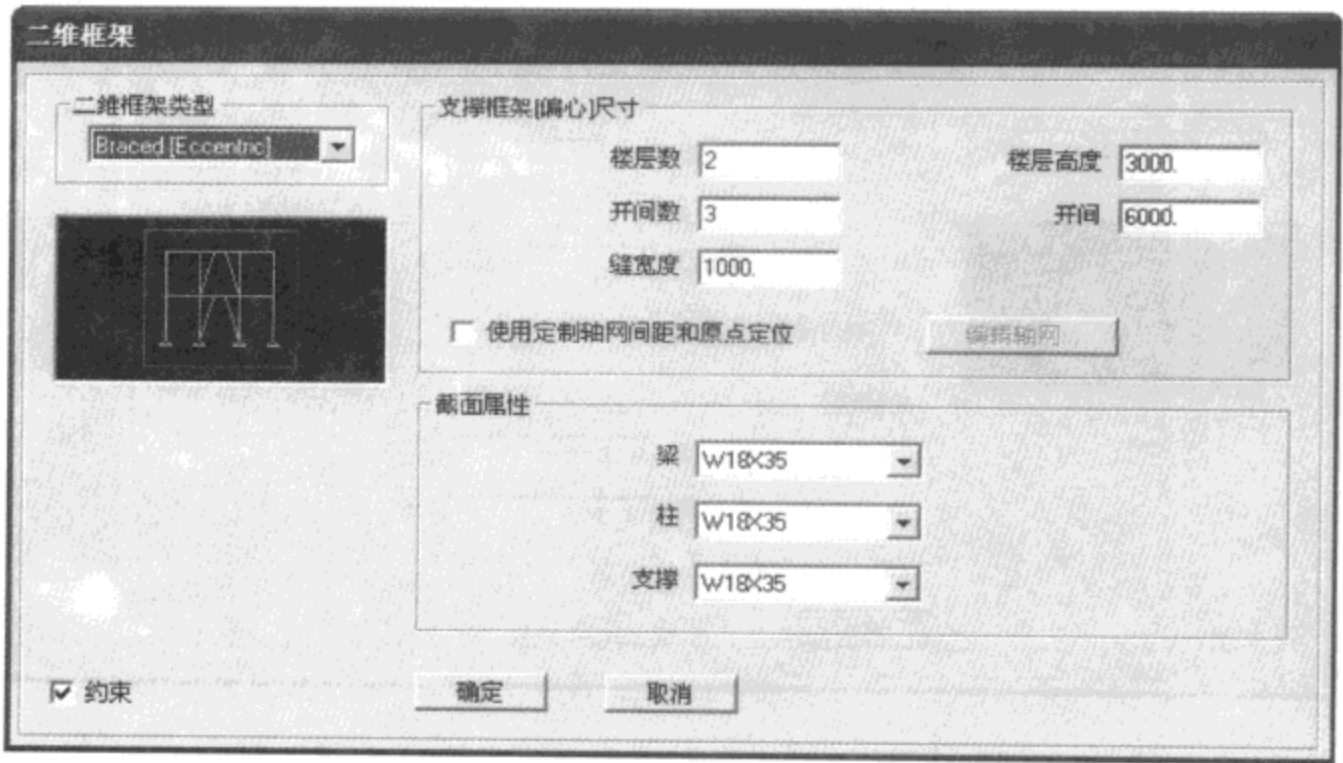 二维框架
二维框架类型
Braced [Eccentric]
支撑框架[偏心]尺寸
楼层数 2 楼层高度 3000.
开间数 3 开间 6000.
缝宽度 1000.
使用定制轴网间距和原点定位 编辑轴网...
截面属性
梁 W18X35
柱 W18X35
支撑 W18X35
约束 确定 取消